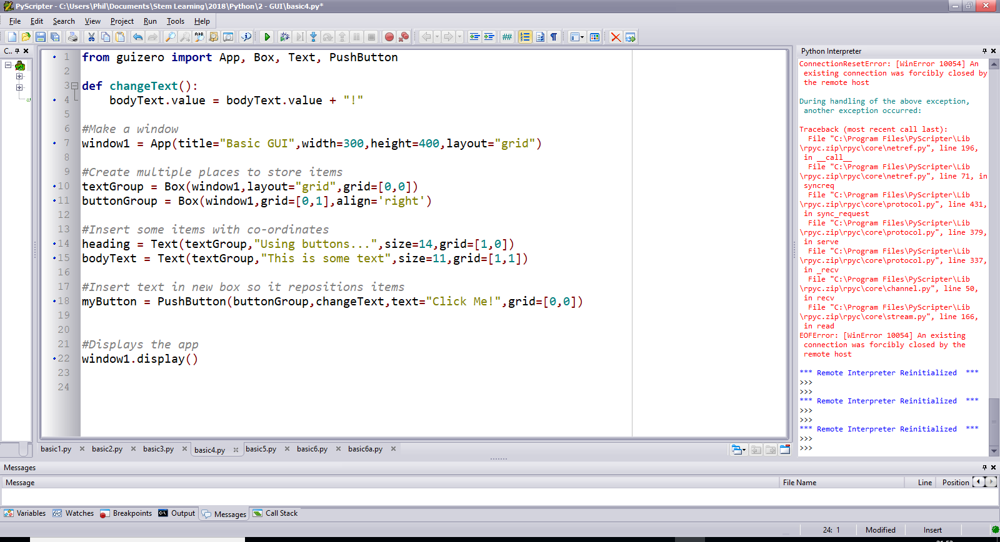 PyScripter - C:\Users\Phil\Documents\Stem Learning\2018\Python\2 - GUI\basic4.py*
File Edit Search View Project Run Tools Help
C..
1 from guizero import App, Box, Text, PushButton
2
3 def changeText():
4 bodyText.value = bodyText.value + "!"
5
6 #Make a window
7 window1 = App(title="Basic GUI",width=300,height=400,layout="grid")
8
9 #Create multiple places to store items
10 textGroup = Box(window1,layout="grid",grid=[0,0])
11 buttonGroup = Box(window1,grid=[0,1],align='right')
12
13 #Insert some items with co-ordinates
14 heading = Text(textGroup,"Using buttons...",size=14,grid=[1,0])
15 bodyText = Text(textGroup,"This is some text",size=11,grid=[1,1])
16
17 #Insert text in new box so it repositions items
18 myButton = PushButton(buttonGroup,changeText,text="Click Me!",grid=[0,0])
19
20
21 #Displays the app
22 window1.display()
23
24
basic1.py basic2.py basic3.py basic4.py basic5.py basic6.py basic6a.py
Python Interpreter
ConnectionResetError: [WinError 10054] An
existing connection was forcibly closed by
the remote host
During handling of the above exception,
another exception occurred:
Traceback (most recent call last):
File "C:\Program Files\PyScripter\Lib
\rpyc.zip\rpyc\core\netref.py", line 196,
in __call__
File "C:\Program Files\PyScripter\Lib
\rpyc.zip\rpyc\core\netref.py", line 71, in
syncreq
File "C:\Program Files\PyScripter\Lib
\rpyc.zip\rpyc\core\protocol.py", line 431,
in sync_request
File "C:\Program Files\PyScripter\Lib
\rpyc.zip\rpyc\core\protocol.py", line 379,
in serve
File "C:\Program Files\PyScripter\Lib
\rpyc.zip\rpyc\core\protocol.py", line 337,
in _recv
File "C:\Program Files\PyScripter\Lib
\rpyc.zip\rpyc\core\channel.py", line 50,
in recv
File "C:\Program Files\PyScripter\Lib
\rpyc.zip\rpyc\core\stream.py", line 166,
in read
EOFError: [WinError 10054] An existing
connection was forcibly closed by the
remote host
*** Remote Interpreter Reinitialized ***
>>>
>>>
*** Remote Interpreter Reinitialized ***
>>>
>>>
*** Remote Interpreter Reinitialized ***
>>>
>>>
Messages
Message File Name Line Position
Variables Watches Breakpoints Output Messages Call Stack
24: 1 Modified Insert